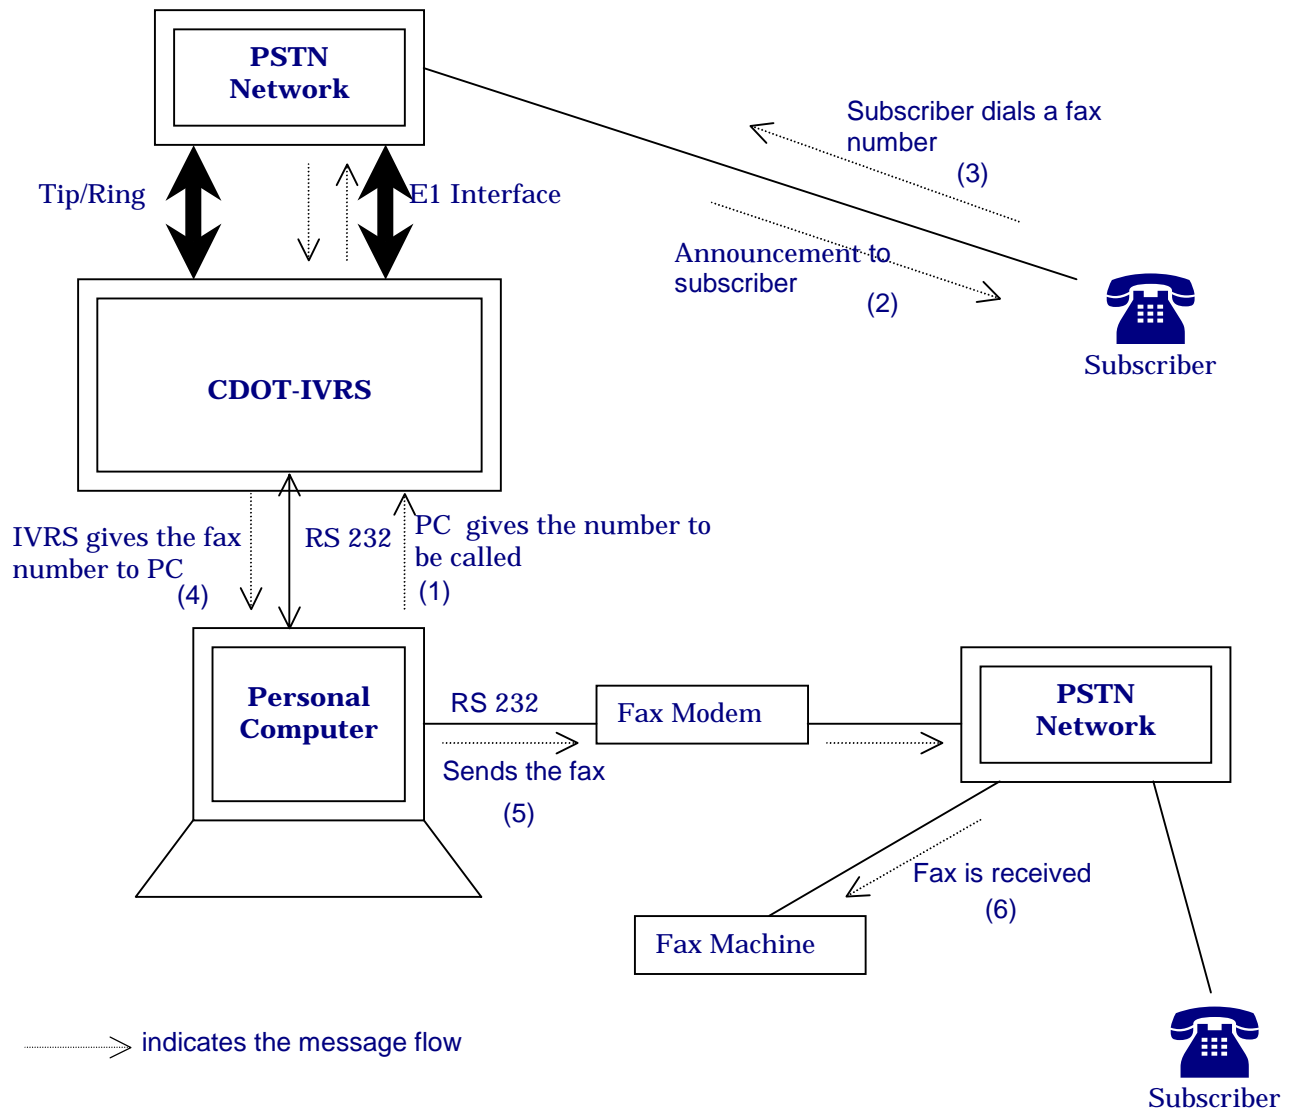 PSTN
Network
Subscriber dials a fax
number
(3)
Tip/Ring
E1 Interface
Announcement to
subscriber
(2)
Subscriber
CDOT-IVRS
IVRS gives the fax
number to PC
(4)
RS 232
PC gives the number to
be called
(1)
Personal
Computer
RS 232
Sends the fax
(5)
Fax Modem
PSTN
Network
Fax is received
(6)
Fax Machine
indicates the message flow
Subscriber